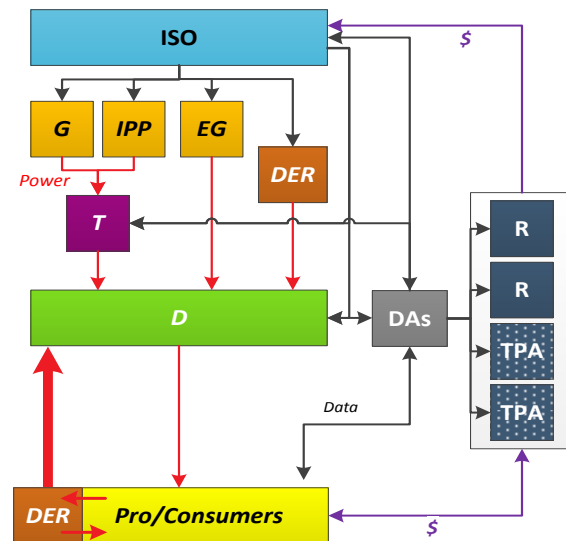 ISO
$
G
IPP
EG
DER
Power
T
R
R
D
DAs
TPA
TPA
Data
DER
Pro/Consumers
$